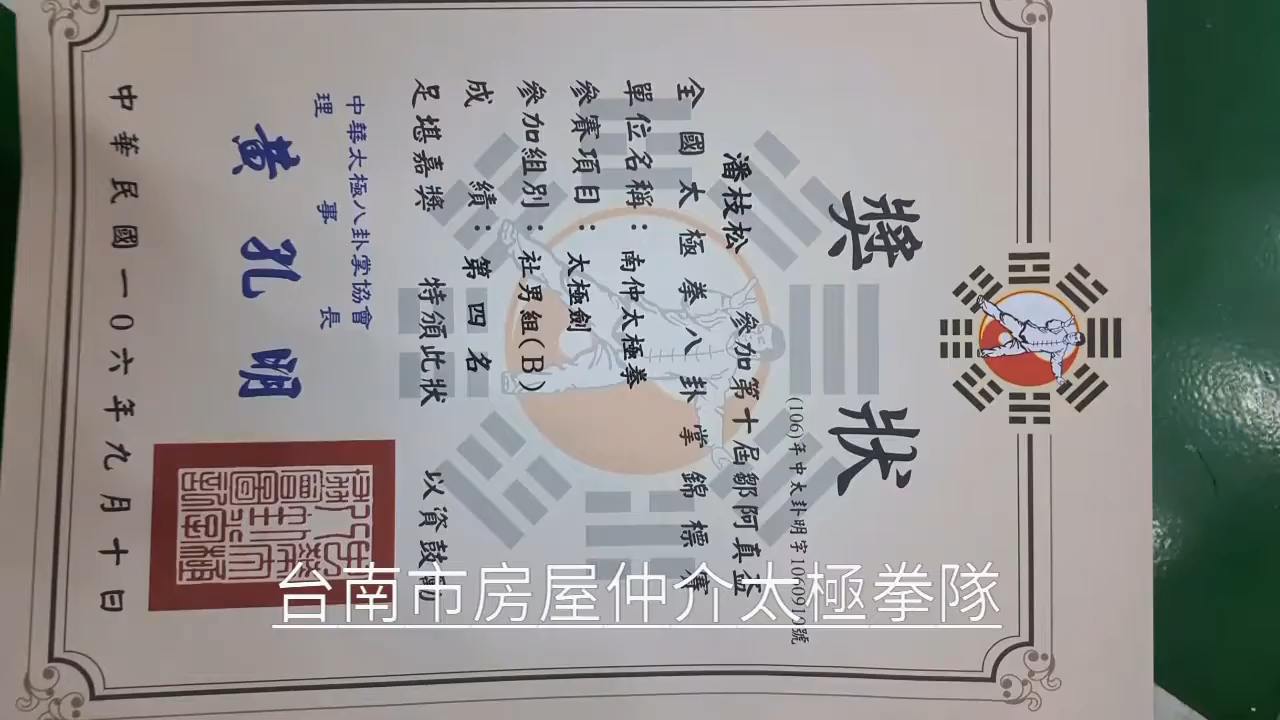 獎狀
(106)年中太卦明字1060910號
潘枝松 參加第十屆鄒阿真盃
全國太極拳八卦掌錦標賽
單位名稱:南仲太極拳
參賽項目:太極劍
參加組別:社男組(B)
成績:第四名
足堪嘉獎 特頒此狀 以資鼓勵
中華太極八卦掌協會
理事長
黃孔明
中華民國一0六年九月十日
台南市房屋仲介太極拳隊